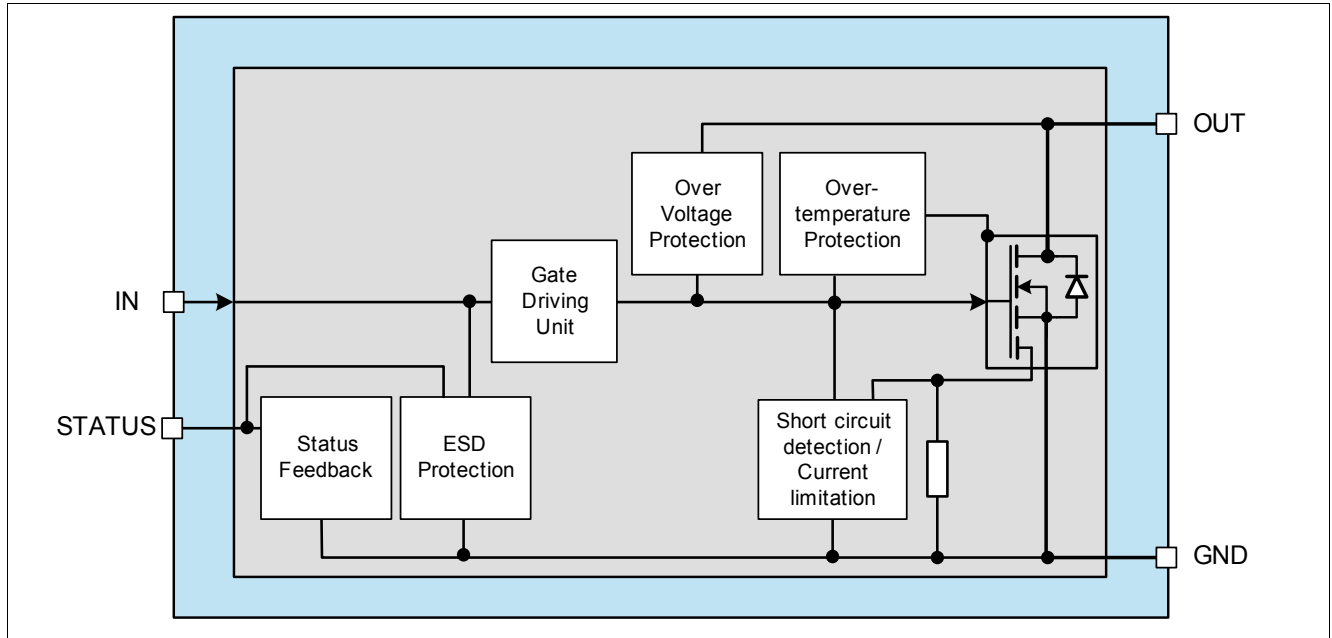 OUT
Over
Voltage
Protection
Over-
temperature
Protection
IN
Gate
Driving
Unit
STATUS
Status
Feedback
ESD
Protection
Short circuit
detection /
Current
limitation
GND